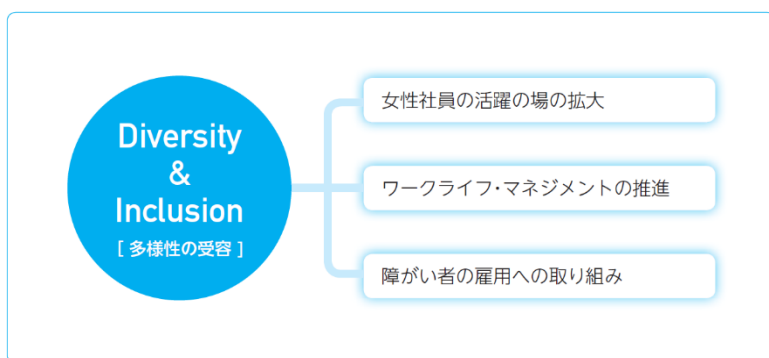 Diversity
&
Inclusion
[ 多様性の受容 ]
女性社員の活躍の場の拡大
ワークライフ・マネジメントの推進
障がい者の雇用への取り組み